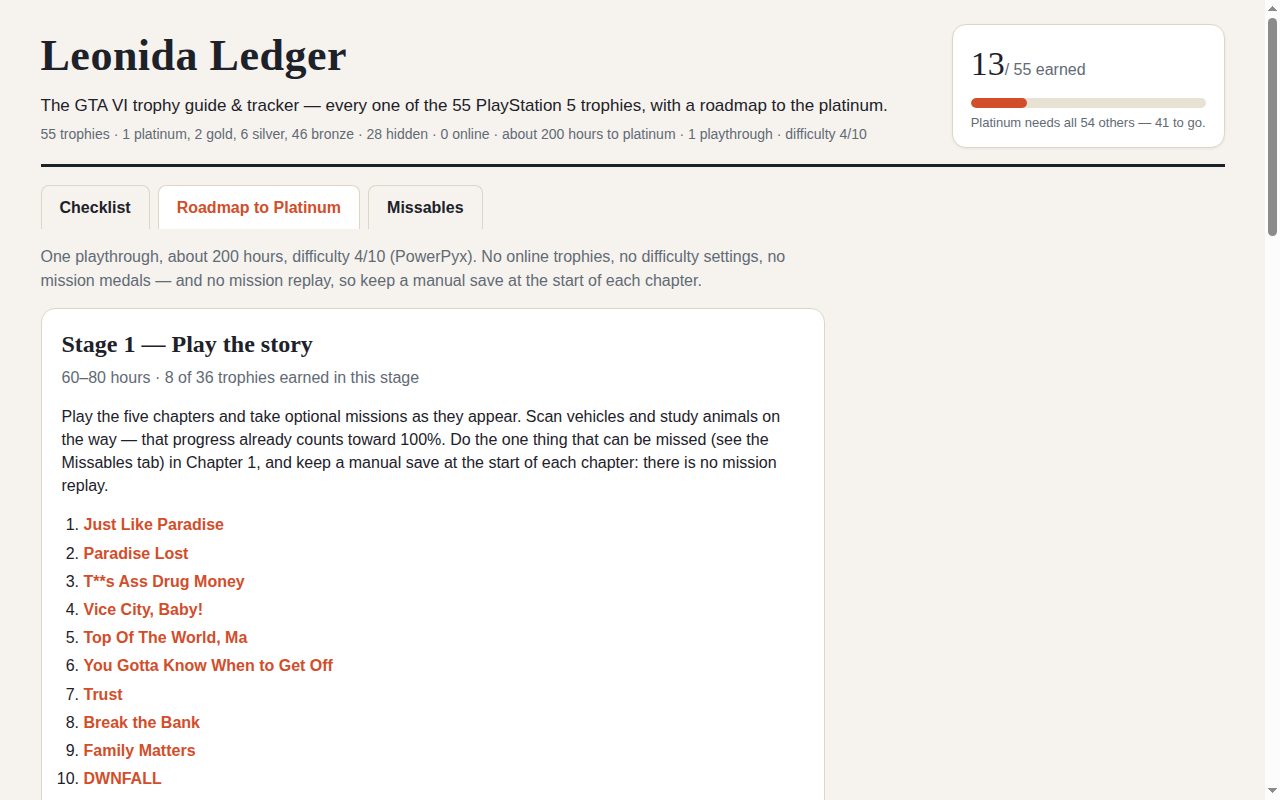 Leonida Ledger
The GTA VI trophy guide & tracker — every one of the 55 PlayStation 5 trophies, with a roadmap to the platinum.
55 trophies · 1 platinum, 2 gold, 6 silver, 46 bronze · 28 hidden · 0 online · about 200 hours to platinum · 1 playthrough · difficulty 4/10
13/ 55 earned
Platinum needs all 54 others — 41 to go.
Checklist
Roadmap to Platinum
Missables
One playthrough, about 200 hours, difficulty 4/10 (PowerPyx). No online trophies, no difficulty settings, no
mission medals — and no mission replay, so keep a manual save at the start of each chapter.
Stage 1 — Play the story
60–80 hours · 8 of 36 trophies earned in this stage
Play the five chapters and take optional missions as they appear. Scan vehicles and study animals on
the way — that progress already counts toward 100%. Do the one thing that can be missed (see the
Missables tab) in Chapter 1, and keep a manual save at the start of each chapter: there is no mission
replay.
1. Just Like Paradise
2. Paradise Lost
3. T**s Ass Drug Money
4. Vice City, Baby!
5. Top Of The World, Ma
6. You Gotta Know When to Get Off
7. Trust
8. Break the Bank
9. Family Matters
10. DWNFALL